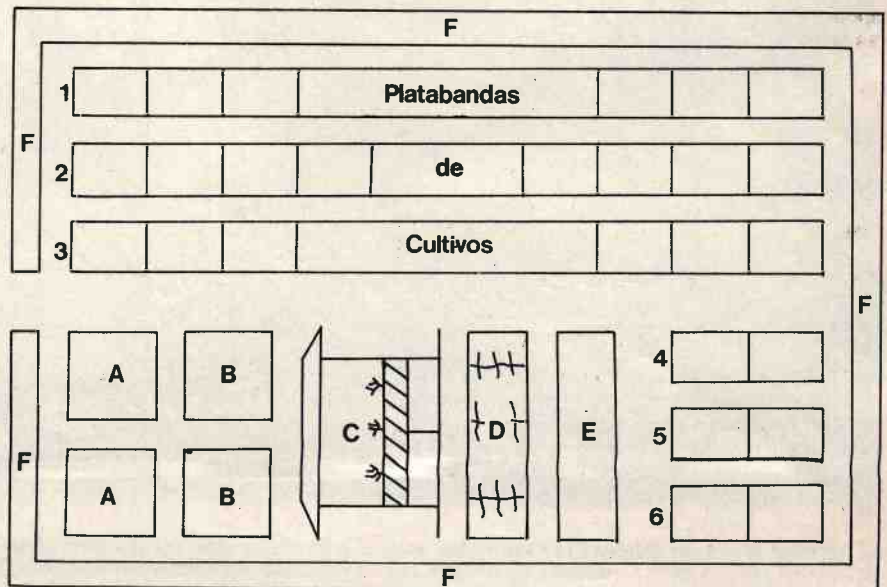 F
1 Platabandas
F
2 de
3 Cultivos
F
A B 4
C D E 5
F
A B 6
F